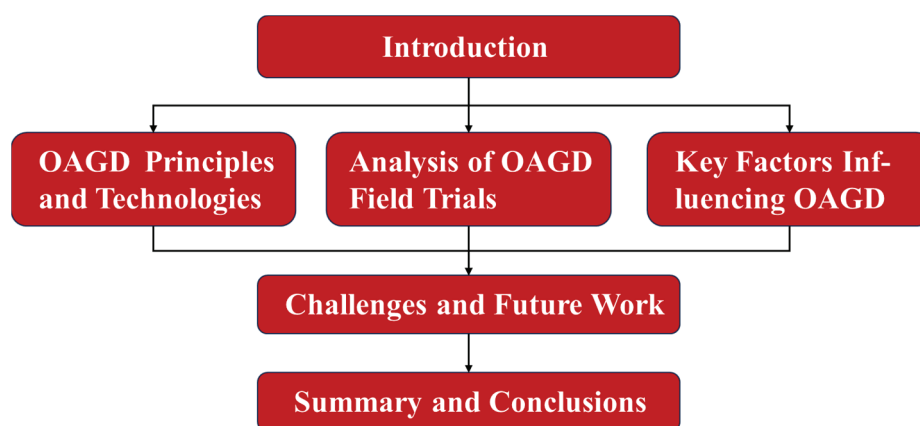 Introduction
OAGD Principles
and Technologies
Analysis of OAGD
Field Trials
Key Factors Inf-
luencing OAGD
Challenges and Future Work
Summary and Conclusions